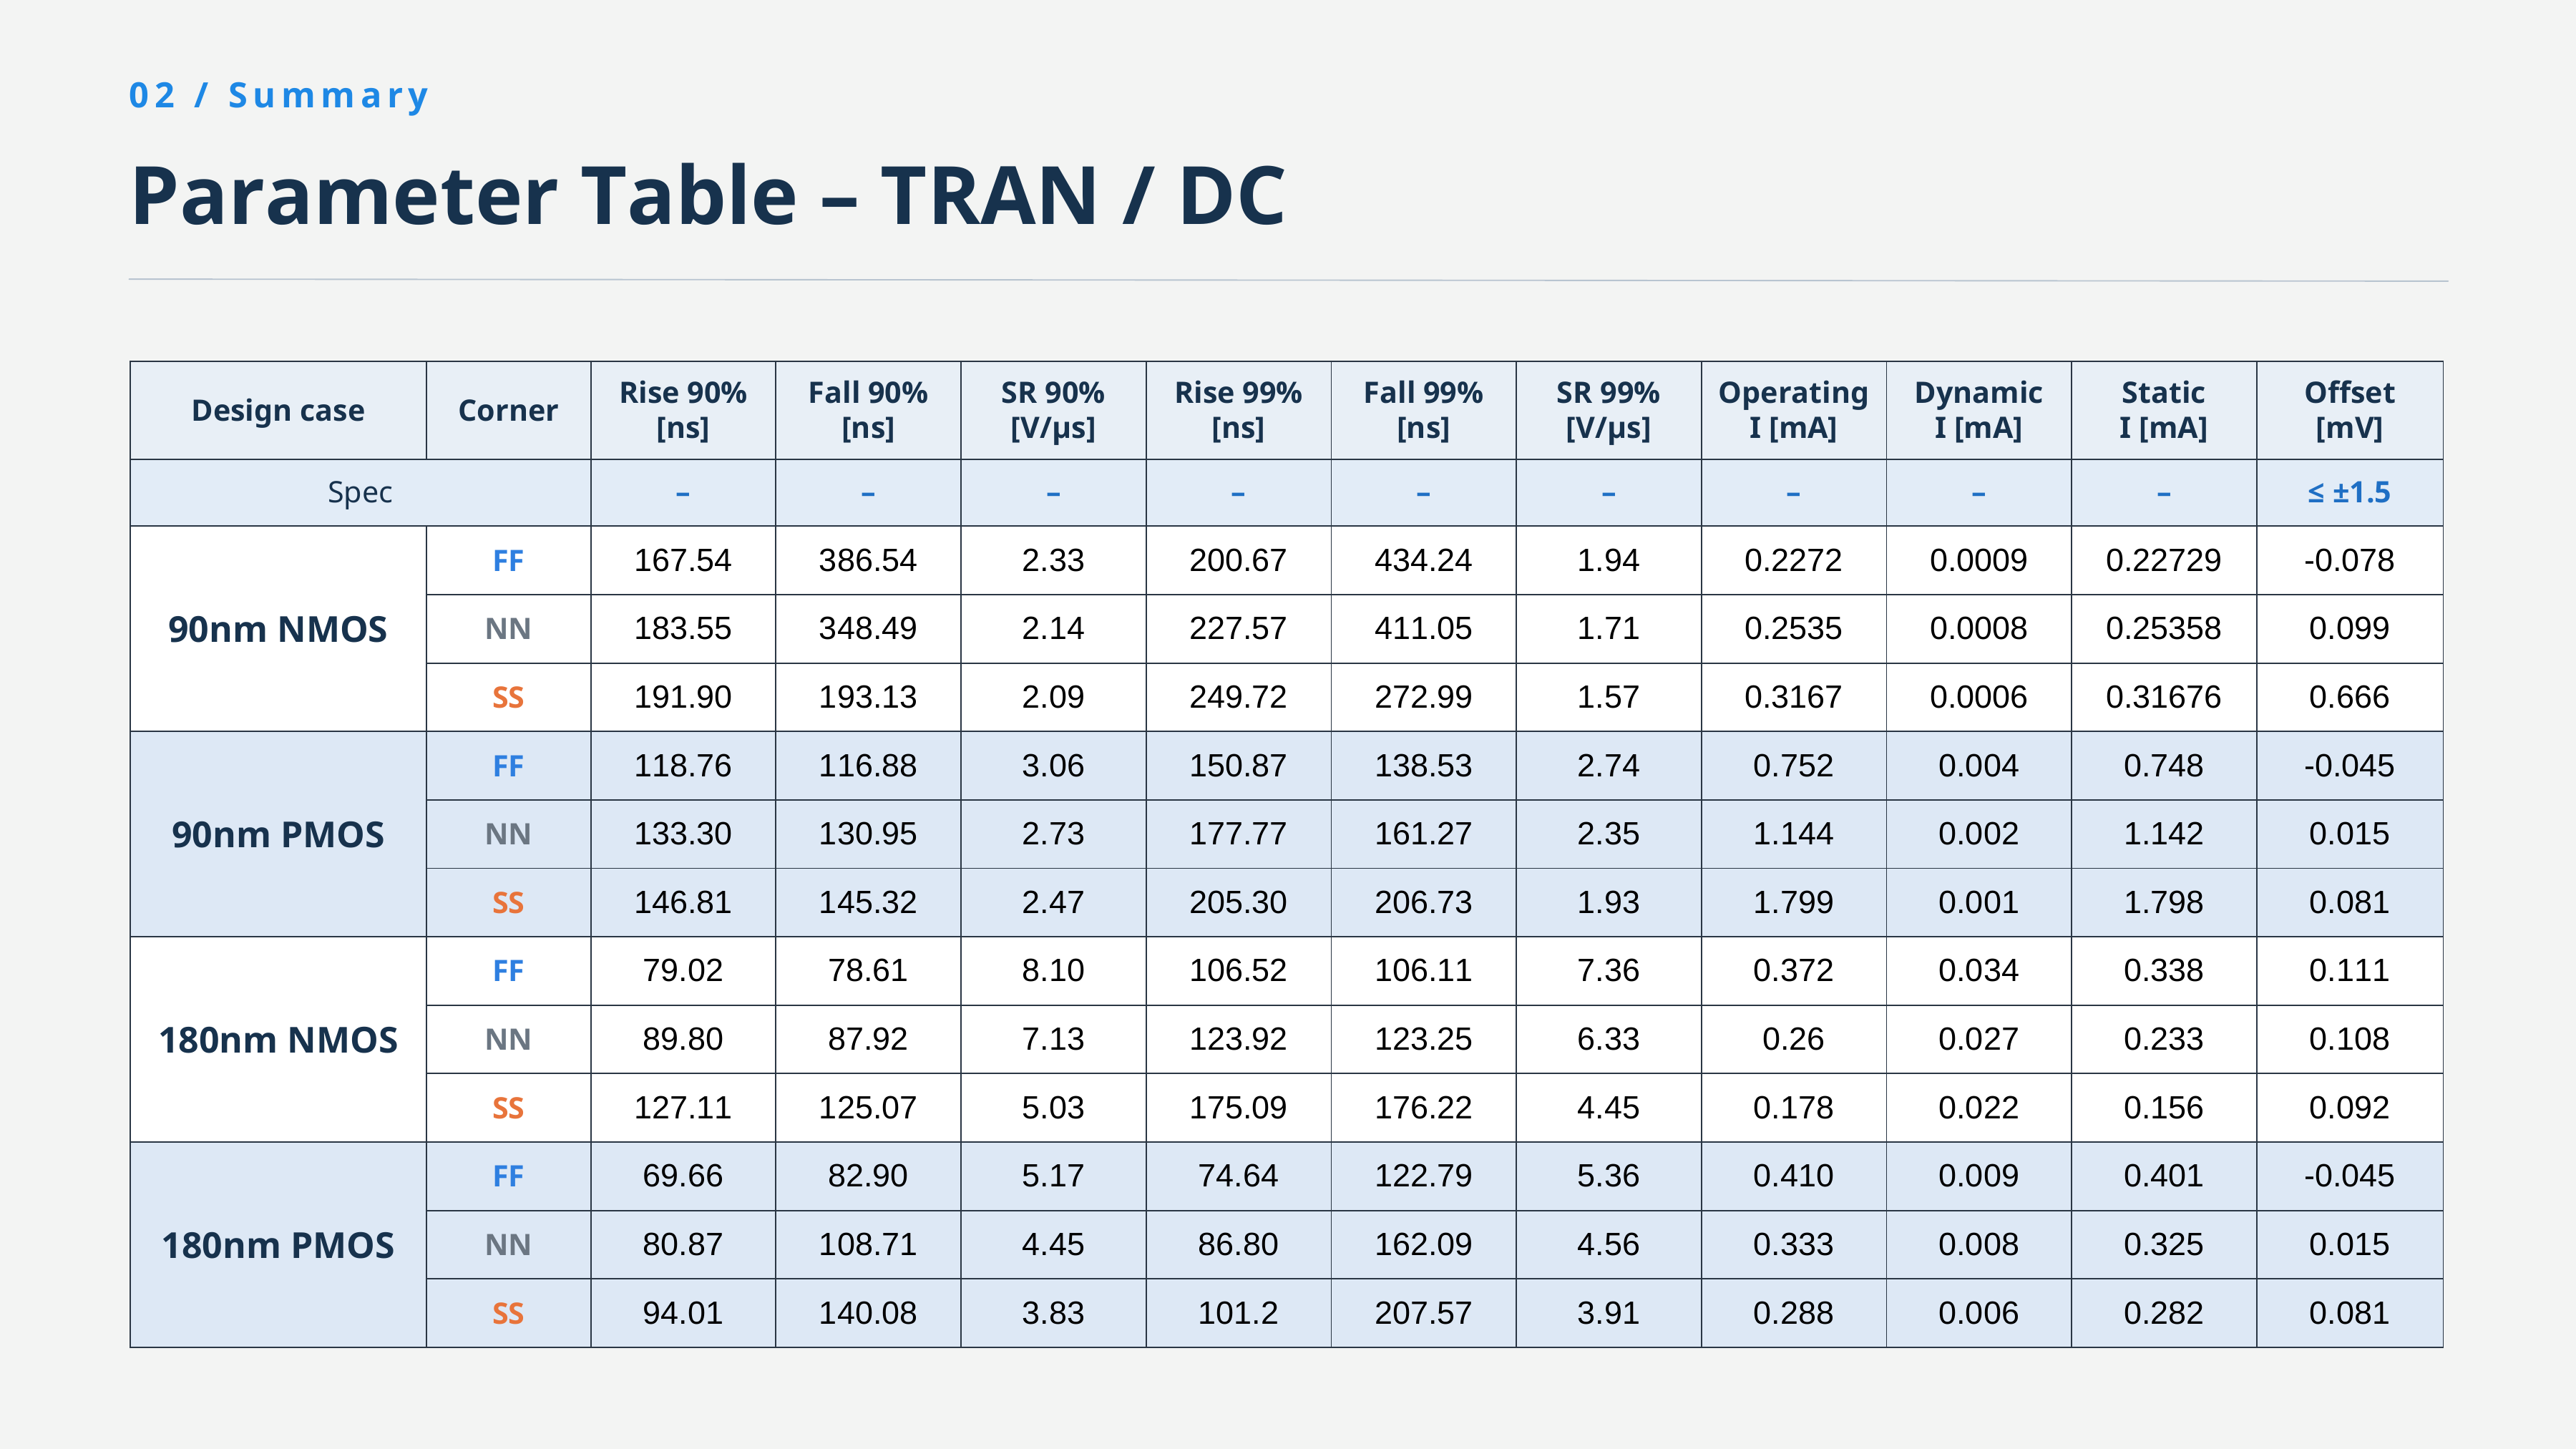 02 / Summary
Parameter Table – TRAN / DC
Design case Corner Rise 90% [ns] Fall 90% [ns] SR 90% [V/μs] Rise 99% [ns] Fall 99% [ns] SR 99% [V/μs] Operating I [mA] Dynamic I [mA] Static I [mA] Offset [mV]
Spec – – – – – – – – – ≤ ±1.5
90nm NMOS
FF 167.54 386.54 2.33 200.67 434.24 1.94 0.2272 0.0009 0.22729 -0.078
NN 183.55 348.49 2.14 227.57 411.05 1.71 0.2535 0.0008 0.25358 0.099
SS 191.90 193.13 2.09 249.72 272.99 1.57 0.3167 0.0006 0.31676 0.666
90nm PMOS
FF 118.76 116.88 3.06 150.87 138.53 2.74 0.752 0.004 0.748 -0.045
NN 133.30 130.95 2.73 177.77 161.27 2.35 1.144 0.002 1.142 0.015
SS 146.81 145.32 2.47 205.30 206.73 1.93 1.799 0.001 1.798 0.081
180nm NMOS
FF 79.02 78.61 8.10 106.52 106.11 7.36 0.372 0.034 0.338 0.111
NN 89.80 87.92 7.13 123.92 123.25 6.33 0.26 0.027 0.233 0.108
SS 127.11 125.07 5.03 175.09 176.22 4.45 0.178 0.022 0.156 0.092
180nm PMOS
FF 69.66 82.90 5.17 74.64 122.79 5.36 0.410 0.009 0.401 -0.045
NN 80.87 108.71 4.45 86.80 162.09 4.56 0.333 0.008 0.325 0.015
SS 94.01 140.08 3.83 101.2 207.57 3.91 0.288 0.006 0.282 0.081